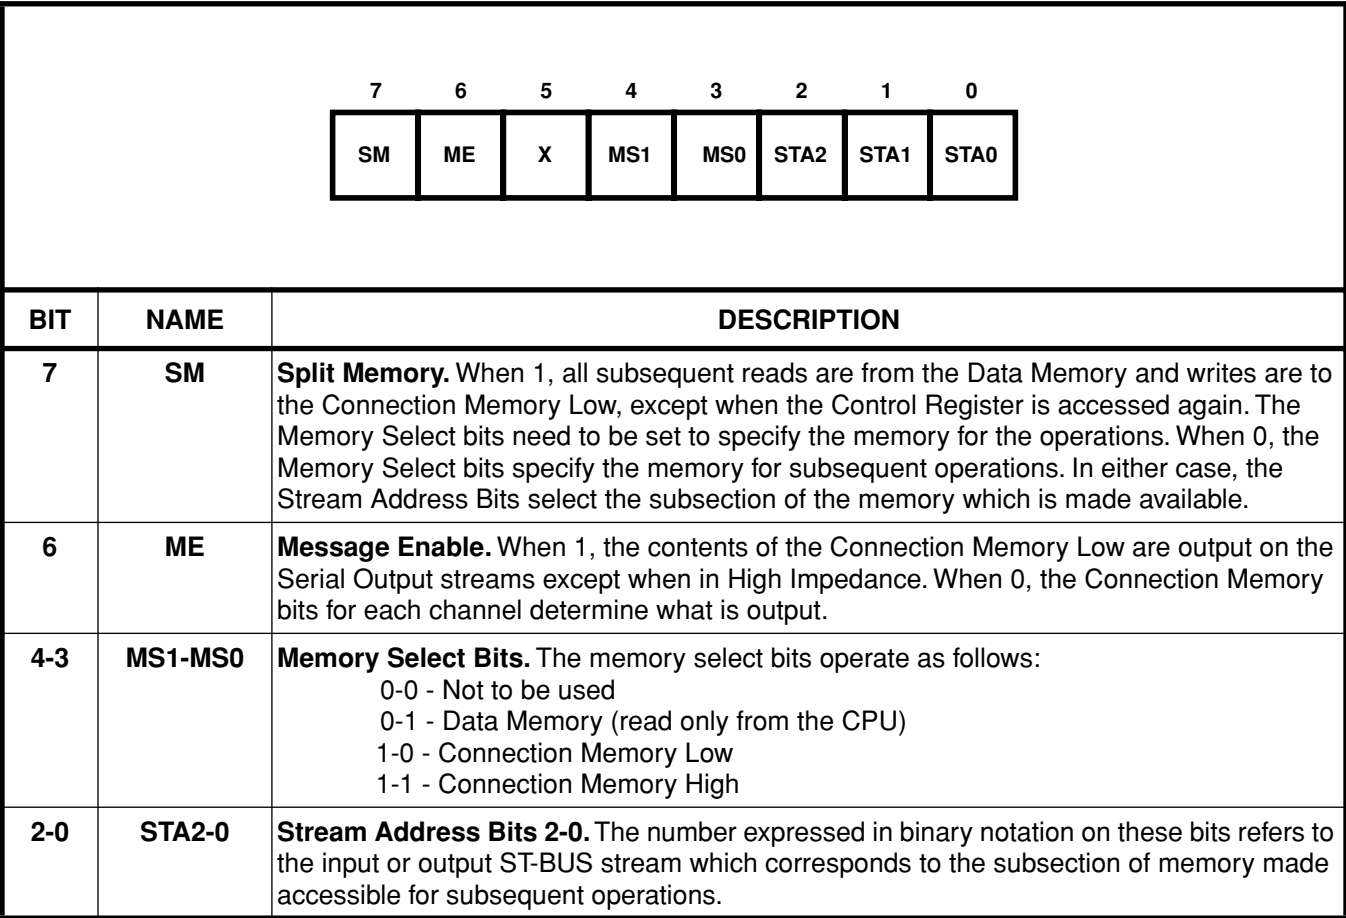 7 6 5 4 3 2 1 0
SM ME X MS1 MS0 STA2 STA1 STA0
BIT NAME DESCRIPTION
7 SM Split Memory. When 1, all subsequent reads are from the Data Memory and writes are to
the Connection Memory Low, except when the Control Register is accessed again. The
Memory Select bits need to be set to specify the memory for the operations. When 0, the
Memory Select bits specify the memory for subsequent operations. In either case, the
Stream Address Bits select the subsection of the memory which is made available.
6 ME Message Enable. When 1, the contents of the Connection Memory Low are output on the
Serial Output streams except when in High Impedance. When 0, the Connection Memory
bits for each channel determine what is output.
4-3 MS1-MS0 Memory Select Bits. The memory select bits operate as follows:
0-0 - Not to be used
0-1 - Data Memory (read only from the CPU)
1-0 - Connection Memory Low
1-1 - Connection Memory High
2-0 STA2-0 Stream Address Bits 2-0. The number expressed in binary notation on these bits refers to
the input or output ST-BUS stream which corresponds to the subsection of memory made
accessible for subsequent operations.